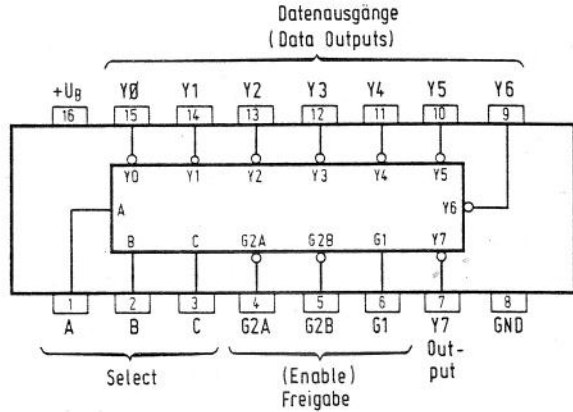 Datenausgänge
(Data Outputs)
+UB YØ Y1 Y2 Y3 Y4 Y5 Y6
16 15 14 13 12 11 10 9
Y0 Y1 Y2 Y3 Y4 Y5
A Y6
B C G2A G2B G1 Y7
1 2 3 4 5 6 7 8
A B C G2A G2B G1 Y7 GND
Out-
put
Select
(Enable)
Freigabe